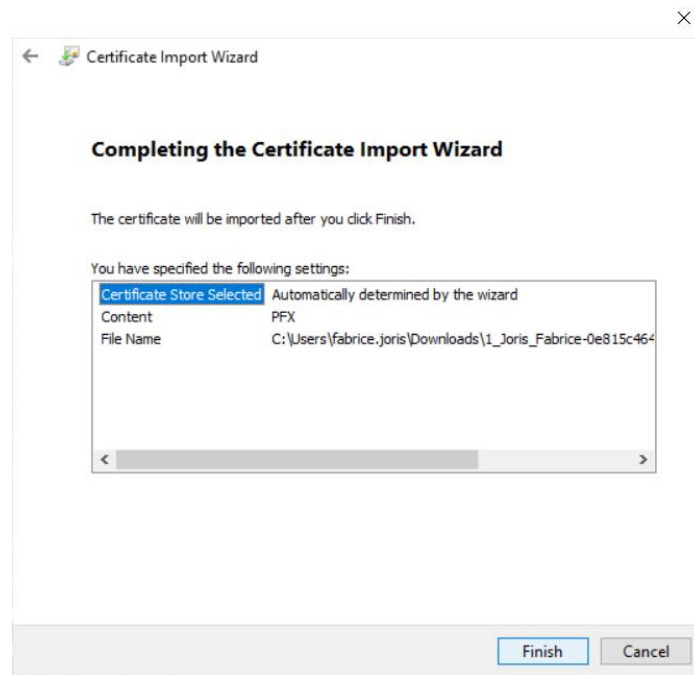 Certificate Import Wizard
Completing the Certificate Import Wizard
The certificate will be imported after you click Finish.
You have specified the following settings:
Certificate Store Selected Automatically determined by the wizard
Content PFX
File Name C:\Users\fabrice.joris\Downloads\1_Joris_Fabrice-0e815c464
Finish Cancel